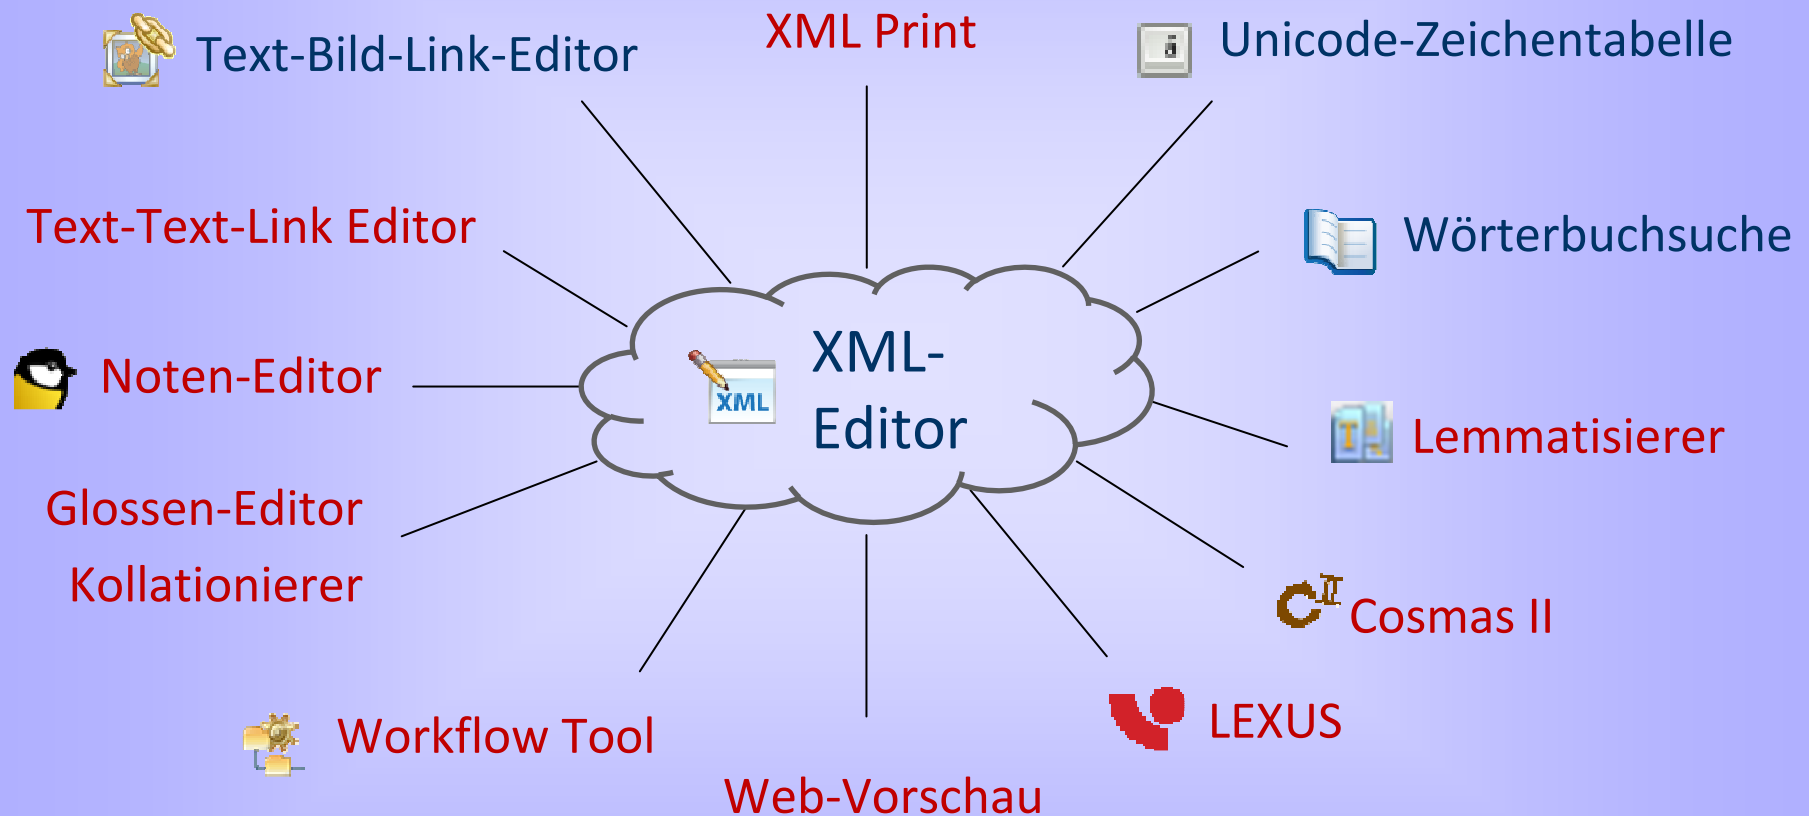 XML Print
Text-Bild-Link-Editor
Unicode-Zeichentabelle
Text-Text-Link Editor
Wörterbuchsuche
XML-
Editor
XML
Noten-Editor
Lemmatisierer
Glossen-Editor
Kollationierer
C II
Cosmas II
Workflow Tool
LEXUS
Web-Vorschau